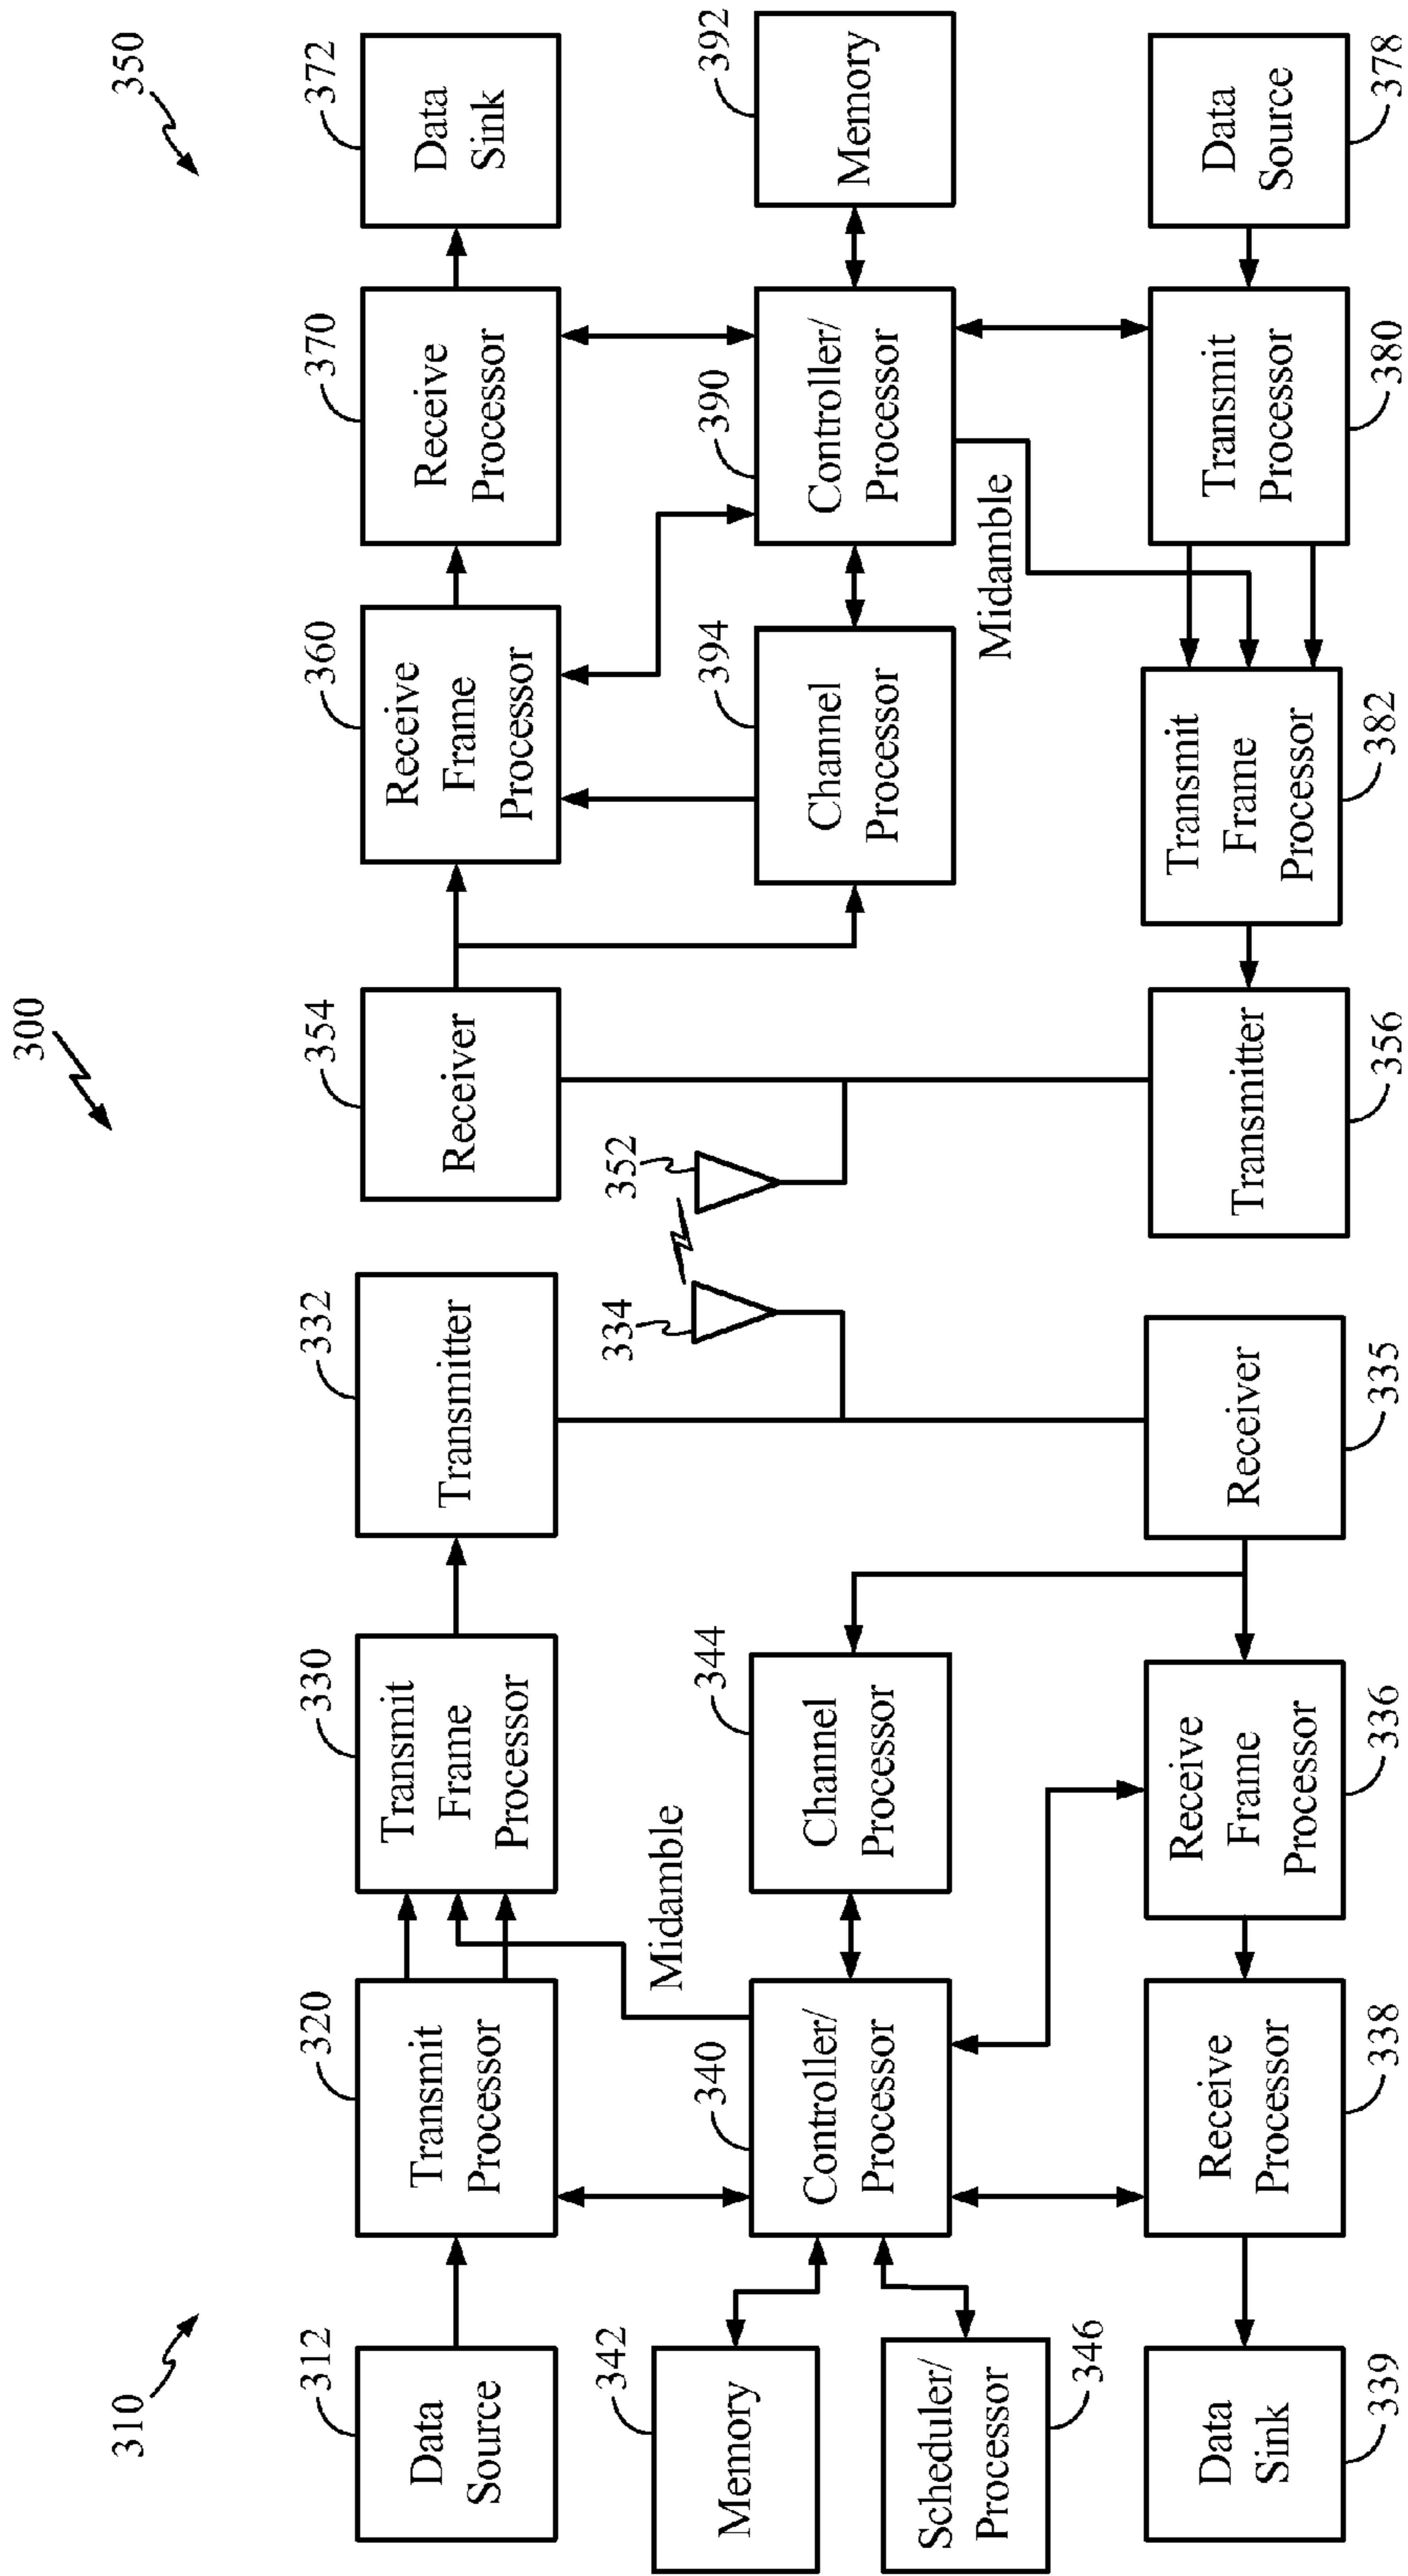 300
310
350
312
Data
Source
320
Transmit
Processor
330
Transmit
Frame
Processor
332
Transmitter
354
Receiver
360
Receive
Frame
Processor
370
Receive
Processor
372
Data
Sink
Midamble
334
352
342
Memory
340
Controller/
Processor
344
Channel
Processor
394
Channel
Processor
390
Controller/
Processor
392
Memory
Scheduler/
Processor
346
Midamble
Data
Sink
339
Receive
Processor
338
Receive
Frame
Processor
336
Receiver
335
Transmitter
356
Transmit
Frame
Processor
382
Transmit
Processor
380
Data
Source
378